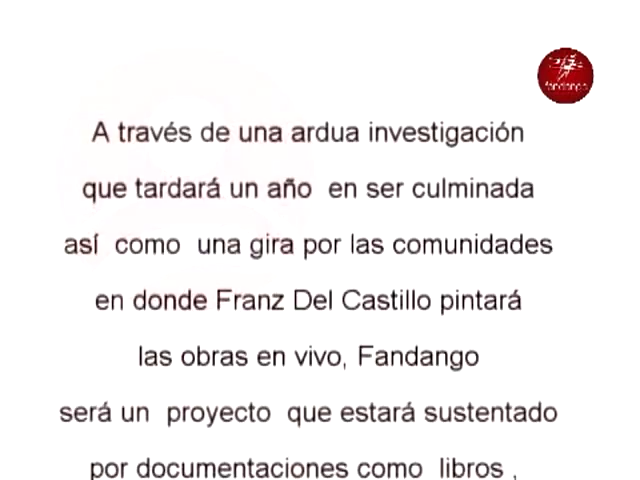 fandango
A través de una ardua investigación
que tardará un año en ser culminada
así como una gira por las comunidades
en donde Franz Del Castillo pintará
las obras en vivo, Fandango
será un proyecto que estará sustentado
por documentaciones como libros ,